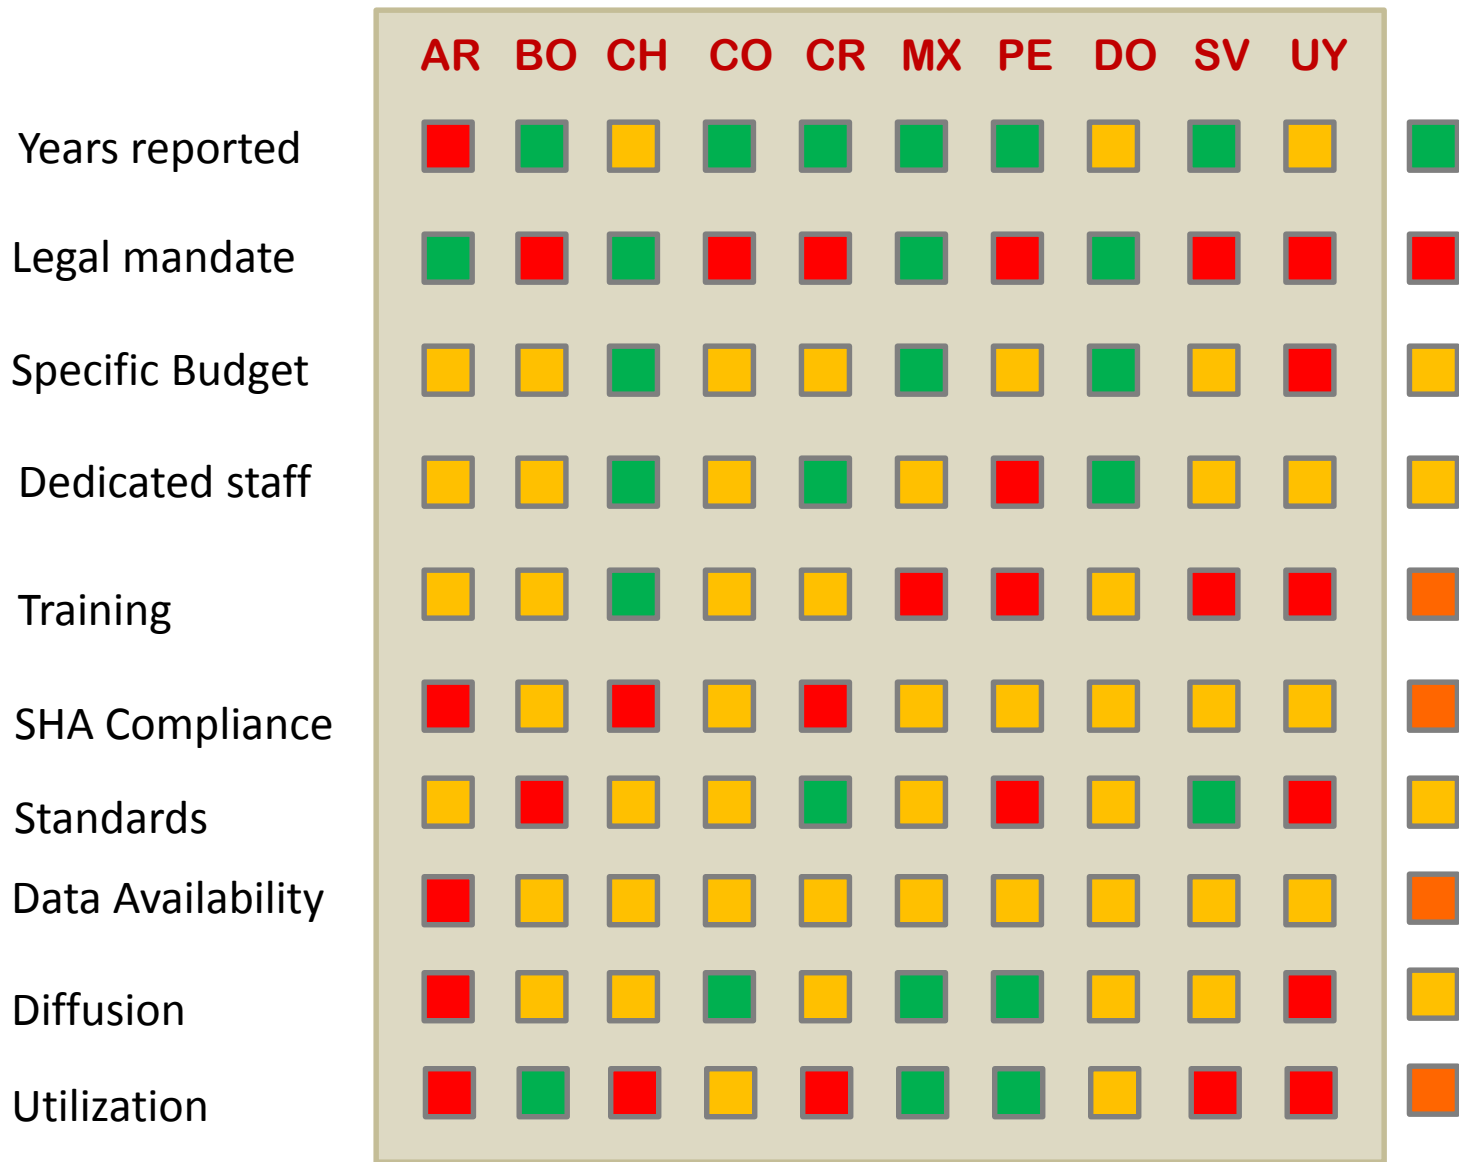 AR BO CH CO CR MX PE DO SV UY
Years reported
Legal mandate
Specific Budget
Dedicated staff
Training
SHA Compliance
Standards
Data Availability
Diffusion
Utilization